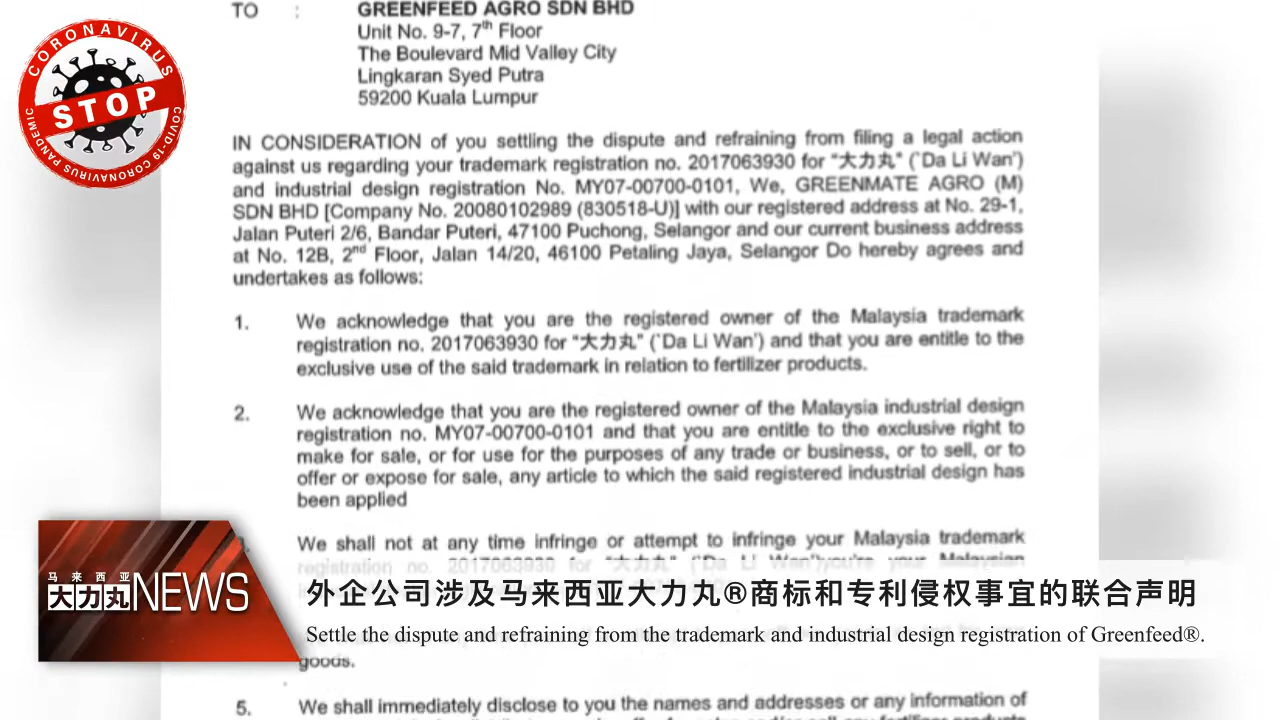 CORONAVIRUS
STOP
CORONAVIRUS PANDEMIC
COVID-19
TO :
GREENFEED AGRO SDN BHD
Unit No. 9-7, 7th Floor
The Boulevard Mid Valley City
Lingkaran Syed Putra
59200 Kuala Lumpur
IN CONSIDERATION of you settling the dispute and refraining from filing a legal action
against us regarding your trademark registration no. 2017063930 for "大力丸" ('Da Li Wan')
and industrial design registration No. MY07-00700-0101, We, GREENMATE AGRO (M)
SDN BHD [Company No. 20080102989 (830518-U)] with our registered address at No. 29-1,
Jalan Puteri 2/6, Bandar Puteri, 47100 Puchong, Selangor and our current business address
at No. 12B, 2nd Floor, Jalan 14/20, 46100 Petaling Jaya, Selangor Do hereby agrees and
undertakes as follows:
1. We acknowledge that you are the registered owner of the Malaysia trademark
registration no. 2017063930 for "大力丸" ('Da Li Wan') and that you are entitle to the
exclusive use of the said trademark in relation to fertilizer products.
2. We acknowledge that you are the registered owner of the Malaysia industrial design
registration no. MY07-00700-0101 and that you are entitle to the exclusive right to
make for sale, or for use for the purposes of any trade or business, or to sell, or to
offer or expose for sale, any article to which the said registered industrial design has
been applied
We shall not at any time infringe or attempt to infringe your Malaysia trademark
registration no. 2017063930 for "大力丸" ('Da Li Wan')you're your Malaysian
goods.
5. We shall immediately disclose to you the names and addresses or any information of
马来西亚
大力丸NEWS
外企公司涉及马来西亚大力丸®商标和专利侵权事宜的联合声明
Settle the dispute and refraining from the trademark and industrial design registration of Greenfeed®.